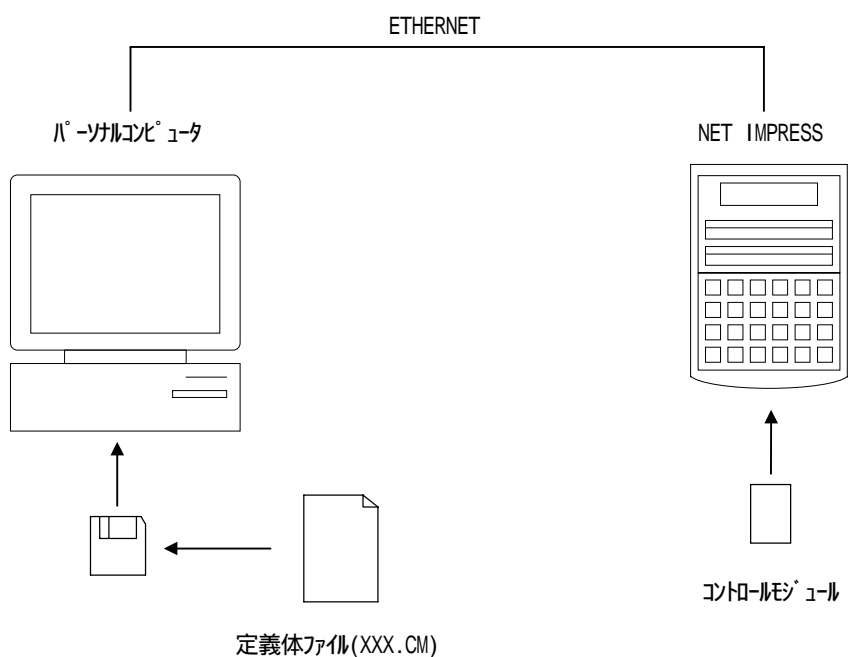 ETHERNET
ﾊﾟｰｿﾅﾙｺﾝﾋﾟｭｰﾀ
NET IMPRESS
ｺﾝﾄﾛｰﾙﾓｼﾞｭｰﾙ
定義体ﾌｧｲﾙ(XXX.CM)